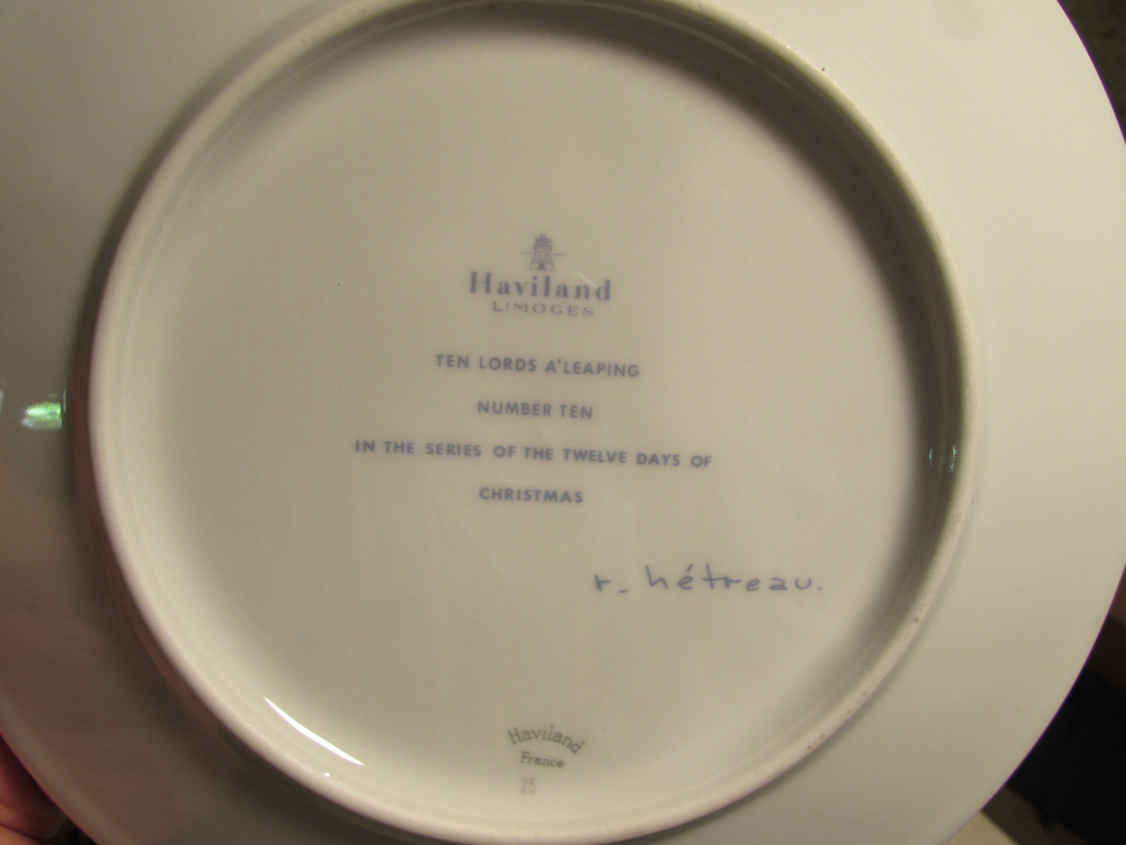 Haviland
LIMOGES
TEN LORDS A'LEAPING
NUMBER TEN
IN THE SERIES OF THE TWELVE DAYS OF
CHRISTMAS
r. hétreau.
Haviland
France
25